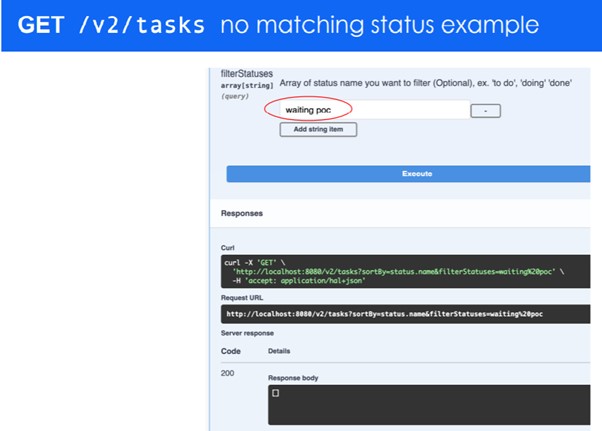 GET /v2/tasks no matching status example
filterStatuses
array[string] Array of status name you want to filter (Optional), ex. 'to do', 'doing' 'done'
(query)
waiting poc
-
Add string item
Execute
Responses
Curl
curl -X 'GET' \
'http://localhost:8080/v2/tasks?sortBy=status.name&filterStatuses=waiting%20poc' \
-H 'accept: application/hal+json'
Request URL
http://localhost:8080/v2/tasks?sortBy=status.name&filterStatuses=waiting%20poc
Server response
Code Details
200
Response body
[]